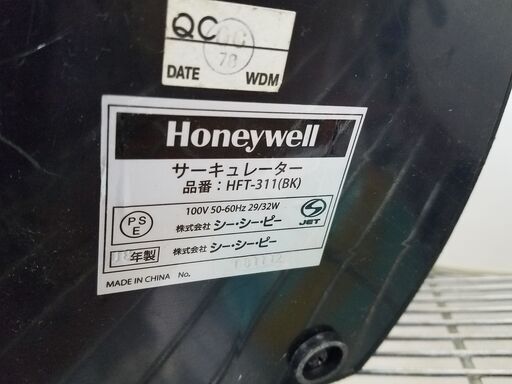 QC
QC
78
DATE WDM
Honeywell
サーキュレーター
品番：HFT-311(BK)
100V 50-60Hz 29/32W
PS
E
株式会社 シー・シー・ピー
JET
年製 株式会社 シー・シー・ピー
MADE IN CHINA No.